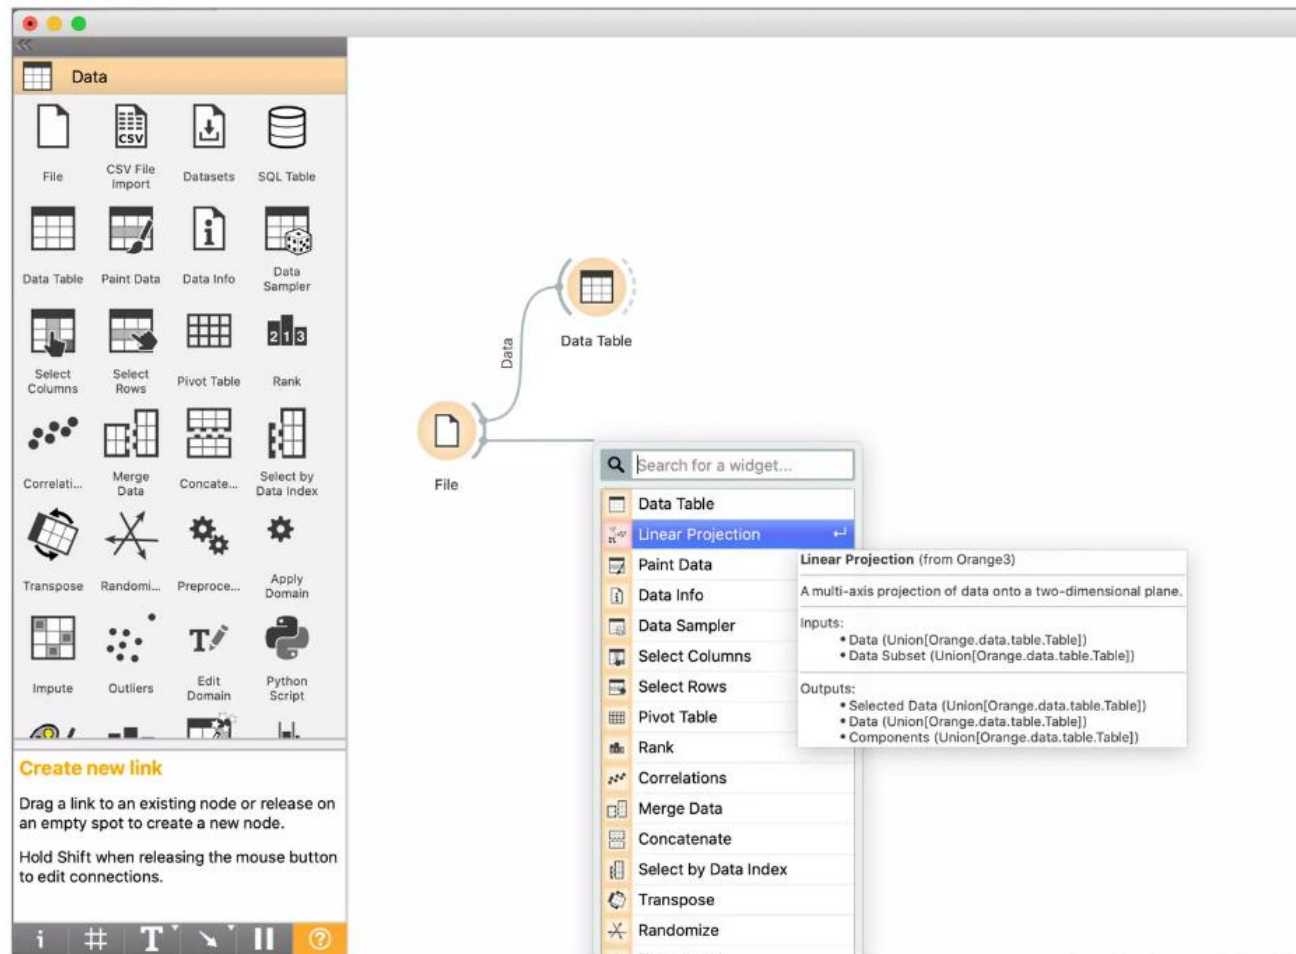 Data
CSV
File
CSV File
Import
Datasets
SQL Table
Data Table
Paint Data
Data Info
Data
Sampler
2 1 3
Select
Columns
Select
Rows
Pivot Table
Rank
Correlati...
Merge
Data
Concate...
Select by
Data Index
Transpose
Randomi...
Preproce...
Apply
Domain
Impute
Outliers
Edit
Domain
Python
Script
Create new link
Drag a link to an existing node or release on
an empty spot to create a new node.
Hold Shift when releasing the mouse button
to edit connections.
Data Table
Data
File
Search for a widget...
Data Table
Linear Projection
Paint Data
Data Info
Data Sampler
Select Columns
Select Rows
Pivot Table
Rank
Correlations
Merge Data
Concatenate
Select by Data Index
Transpose
Randomize
Linear Projection (from Orange3)
A multi-axis projection of data onto a two-dimensional plane.
Inputs:
• Data (Union[Orange.data.table.Table])
• Data Subset (Union[Orange.data.table.Table])
Outputs:
• Selected Data (Union[Orange.data.table.Table])
• Data (Union[Orange.data.table.Table])
• Components (Union[Orange.data.table.Table])